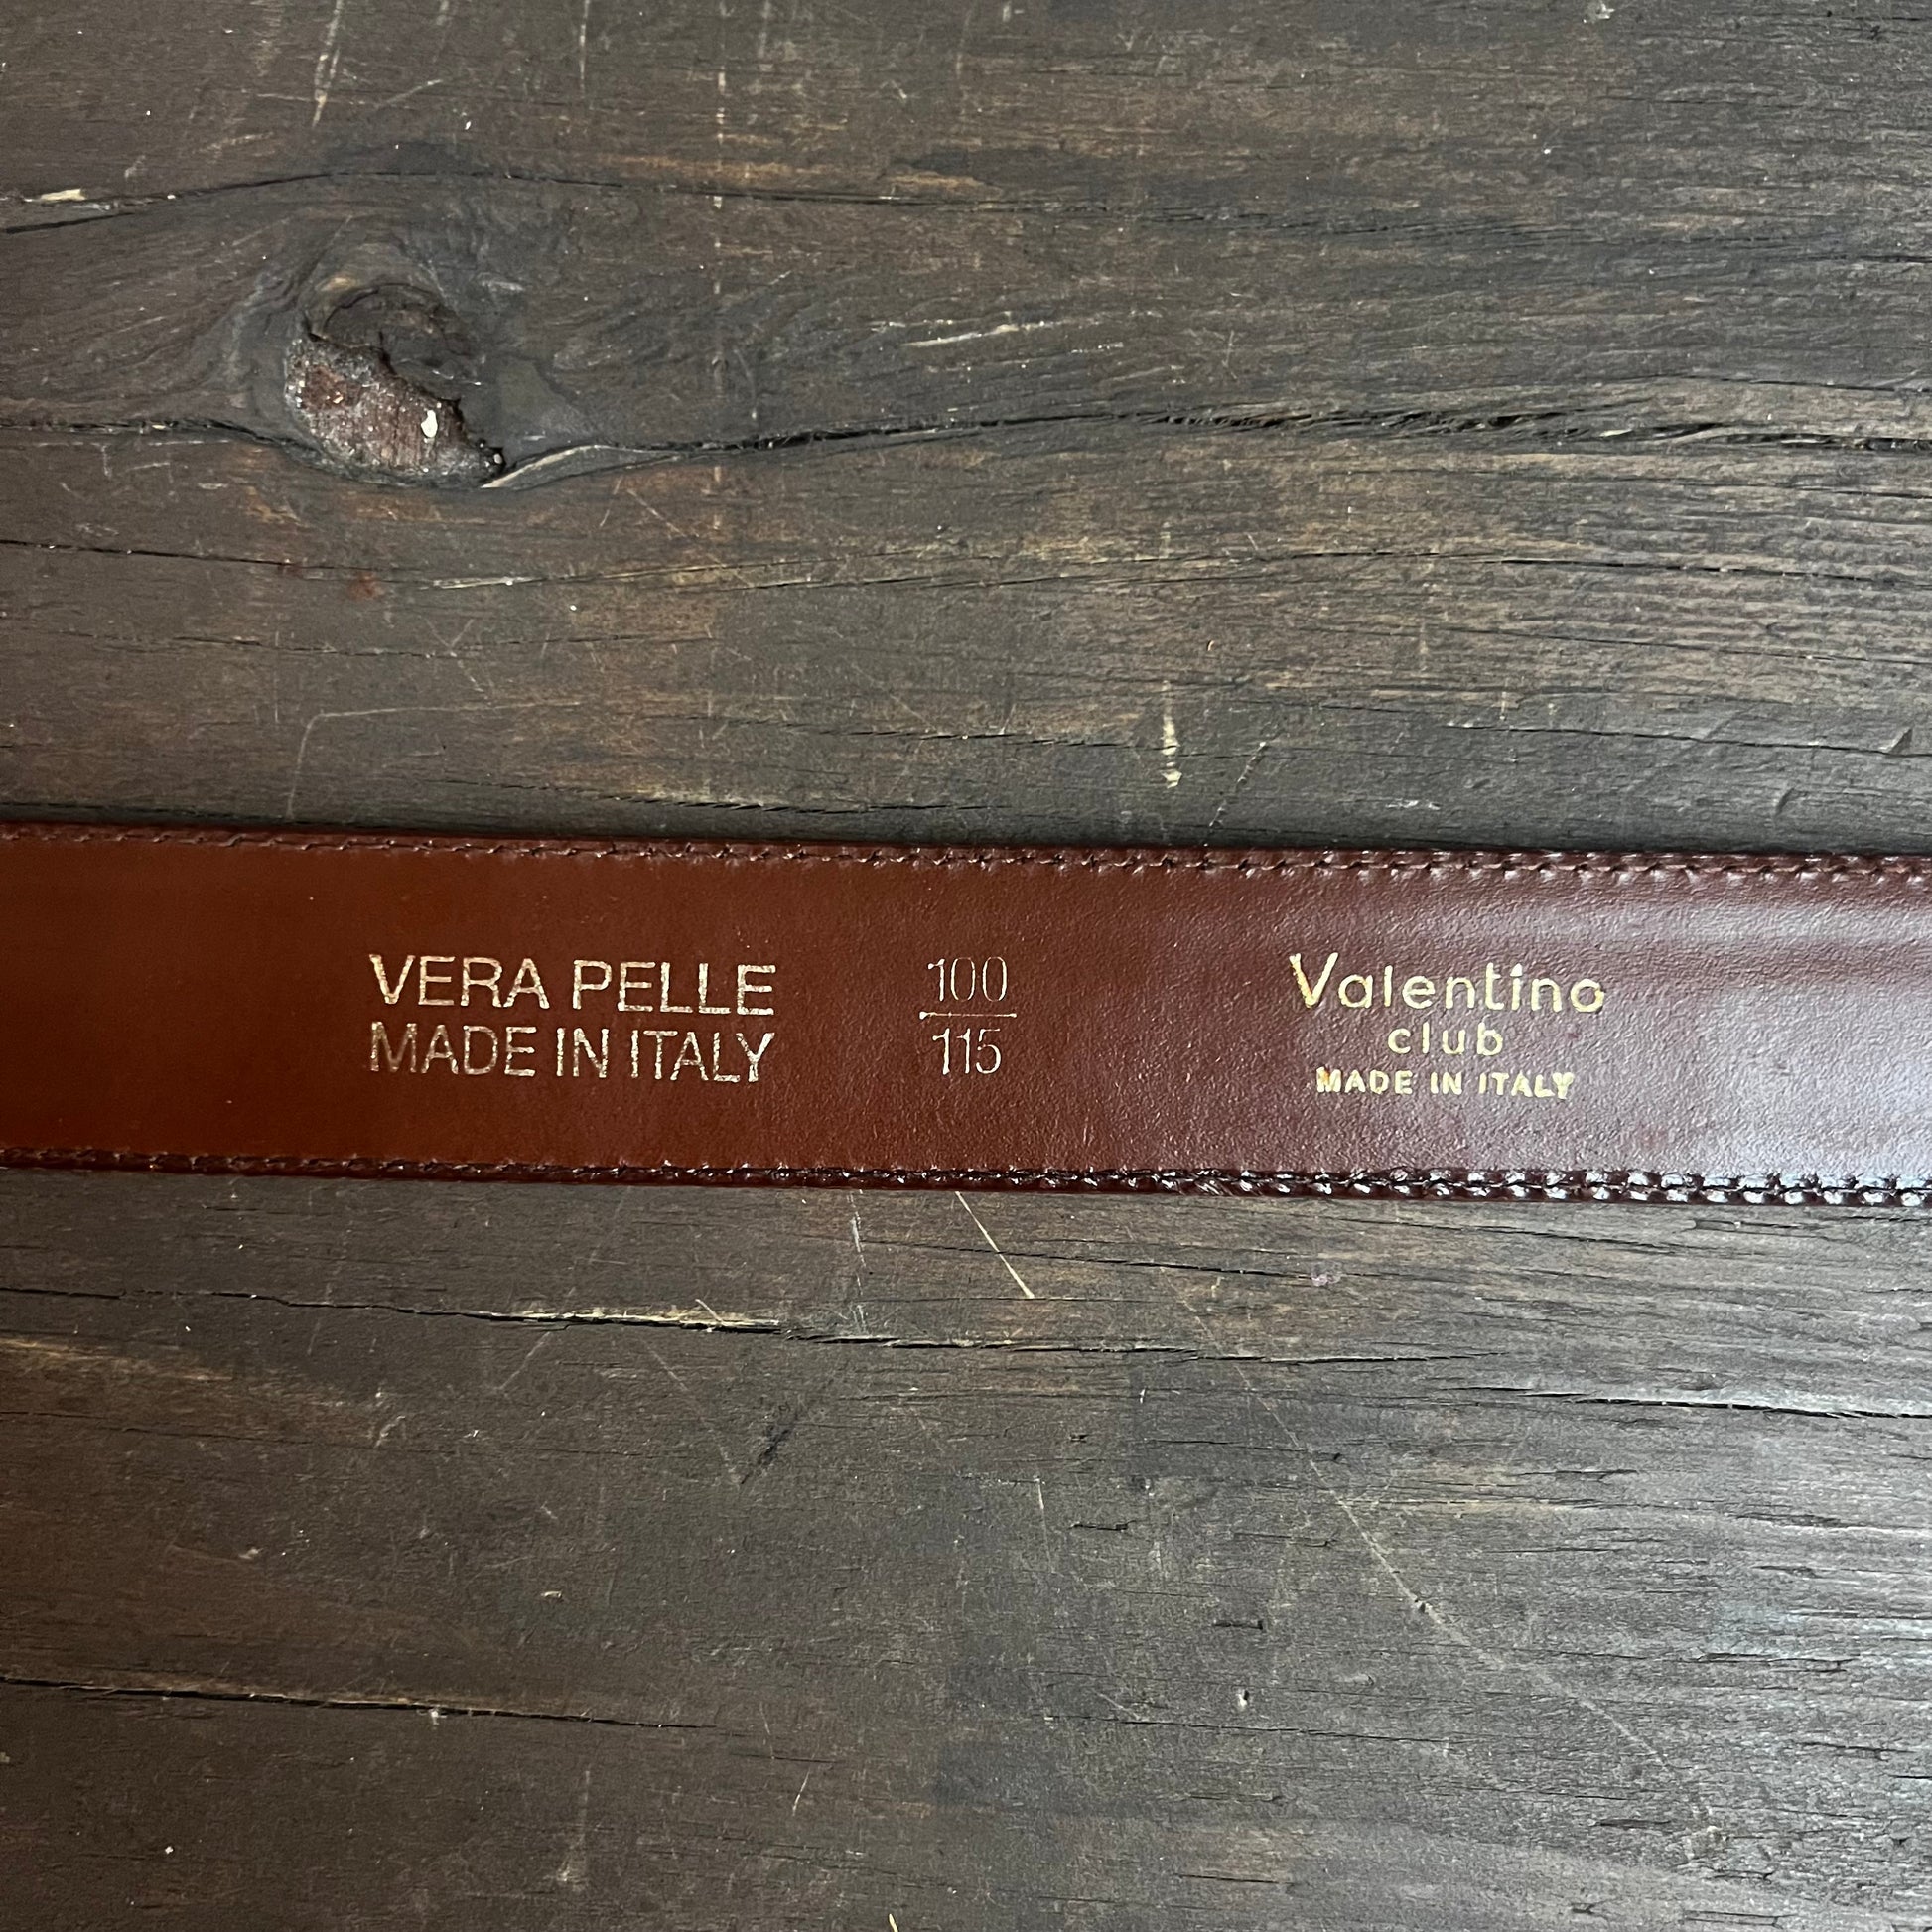 VERA PELLE
MADE IN ITALY
100
115
Valentino
club
MADE IN ITALY